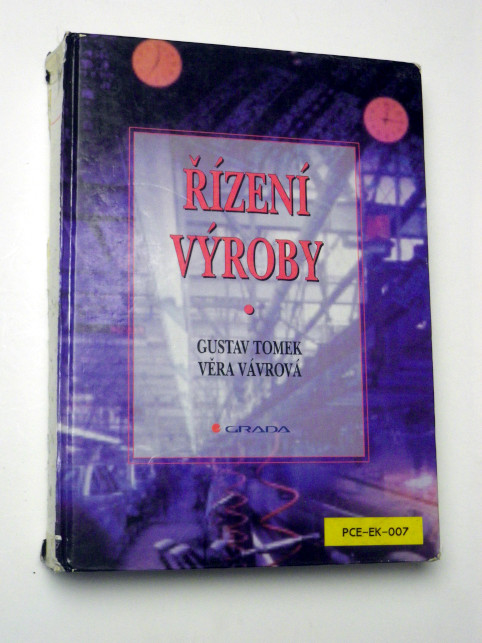 ŘÍZENÍ
VÝROBY
GUSTAV TOMEK
VĚRA VÁVROVÁ
GRADA
PCE-EK-007